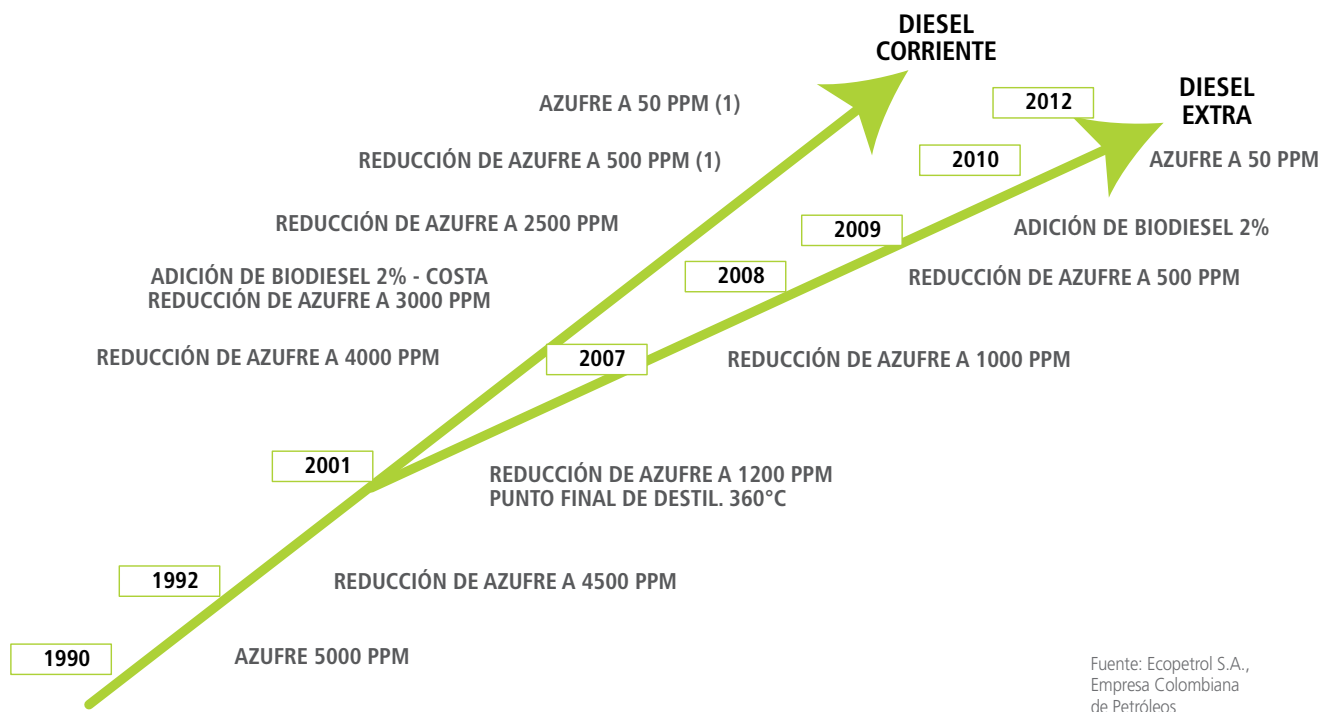 DIESEL
CORRIENTE
DIESEL
EXTRA
2012
AZUFRE A 50 PPM (1)
2010
AZUFRE A 50 PPM
REDUCCIÓN DE AZUFRE A 500 PPM (1)
REDUCCIÓN DE AZUFRE A 2500 PPM
2009
ADICIÓN DE BIODIESEL 2%
ADICIÓN DE BIODIESEL 2% - COSTA
REDUCCIÓN DE AZUFRE A 3000 PPM
2008
REDUCCIÓN DE AZUFRE A 500 PPM
REDUCCIÓN DE AZUFRE A 4000 PPM
2007
REDUCCIÓN DE AZUFRE A 1000 PPM
2001
REDUCCIÓN DE AZUFRE A 1200 PPM
PUNTO FINAL DE DESTIL. 360°C
1992
REDUCCIÓN DE AZUFRE A 4500 PPM
1990
AZUFRE 5000 PPM
Fuente: Ecopetrol S.A.,
Empresa Colombiana
de Petróleos